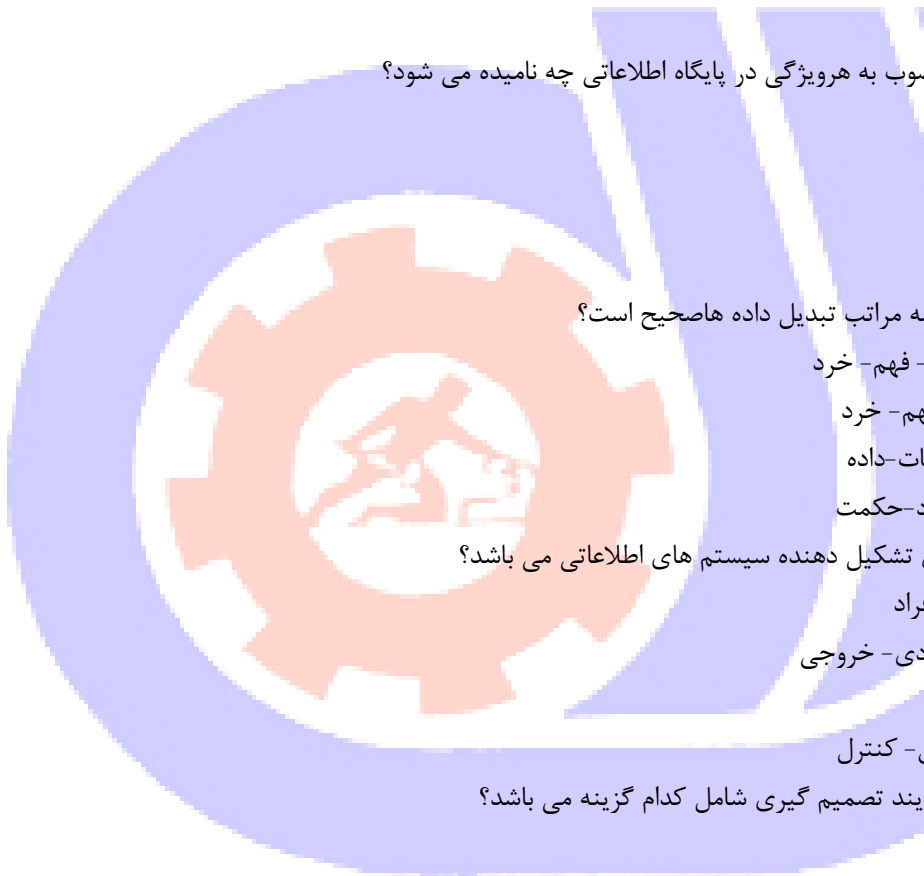 سوب به هرویژگی در پایگاه اطلاعاتی چه نامیده می شود؟
ه مراتب تبدیل داده هاصحیح است؟
- فهم- خرد
هم- خرد
ات-داده
د-حکمت
تشکیل دهنده سیستم های اطلاعاتی می باشد؟
فراد
دی- خروجی
- کنترل
یند تصمیم گیری شامل کدام گزینه می باشد؟